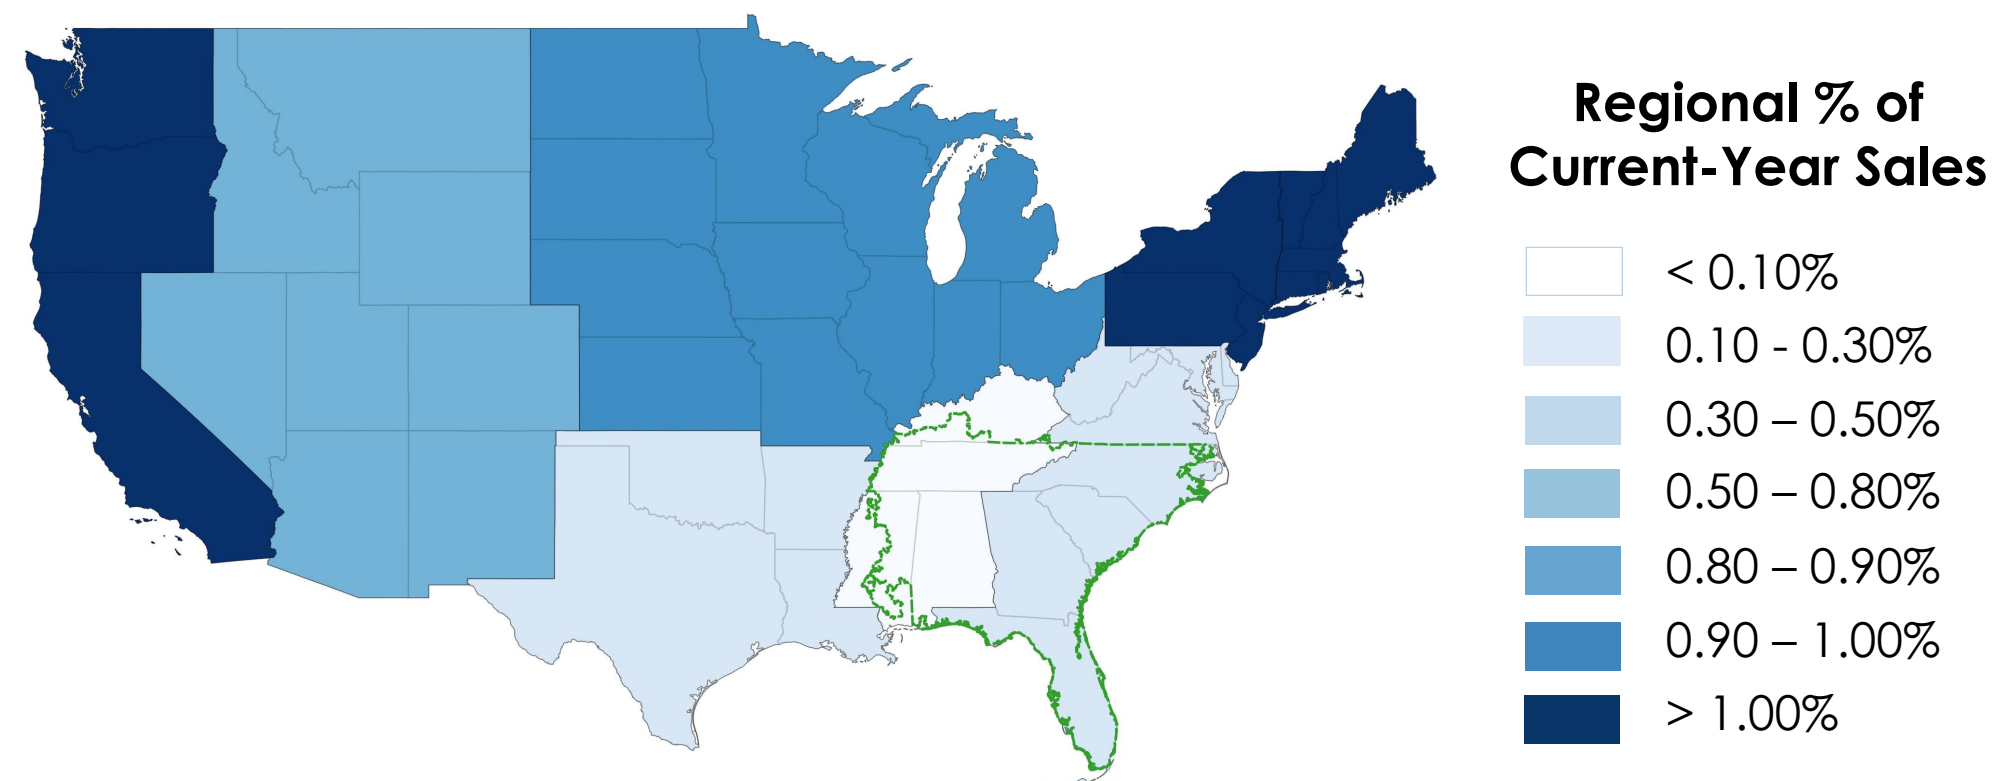 Regional % of
Current-Year Sales
< 0.10%
0.10 - 0.30%
0.30 – 0.50%
0.50 – 0.80%
0.80 – 0.90%
0.90 – 1.00%
> 1.00%